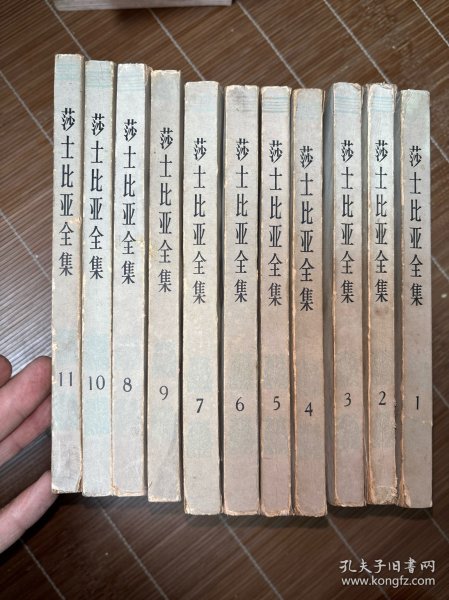 莎士比亚全集
11
莎士比亚全集
10
莎士比亚全集
8
莎士比亚全集
9
莎士比亚全集
7
莎士比亚全集
6
莎士比亚全集
5
莎士比亚全集
4
莎士比亚全集
3
莎士比亚全集
2
莎士比亚全集
1
孔夫子旧书网
www.kongfz.com